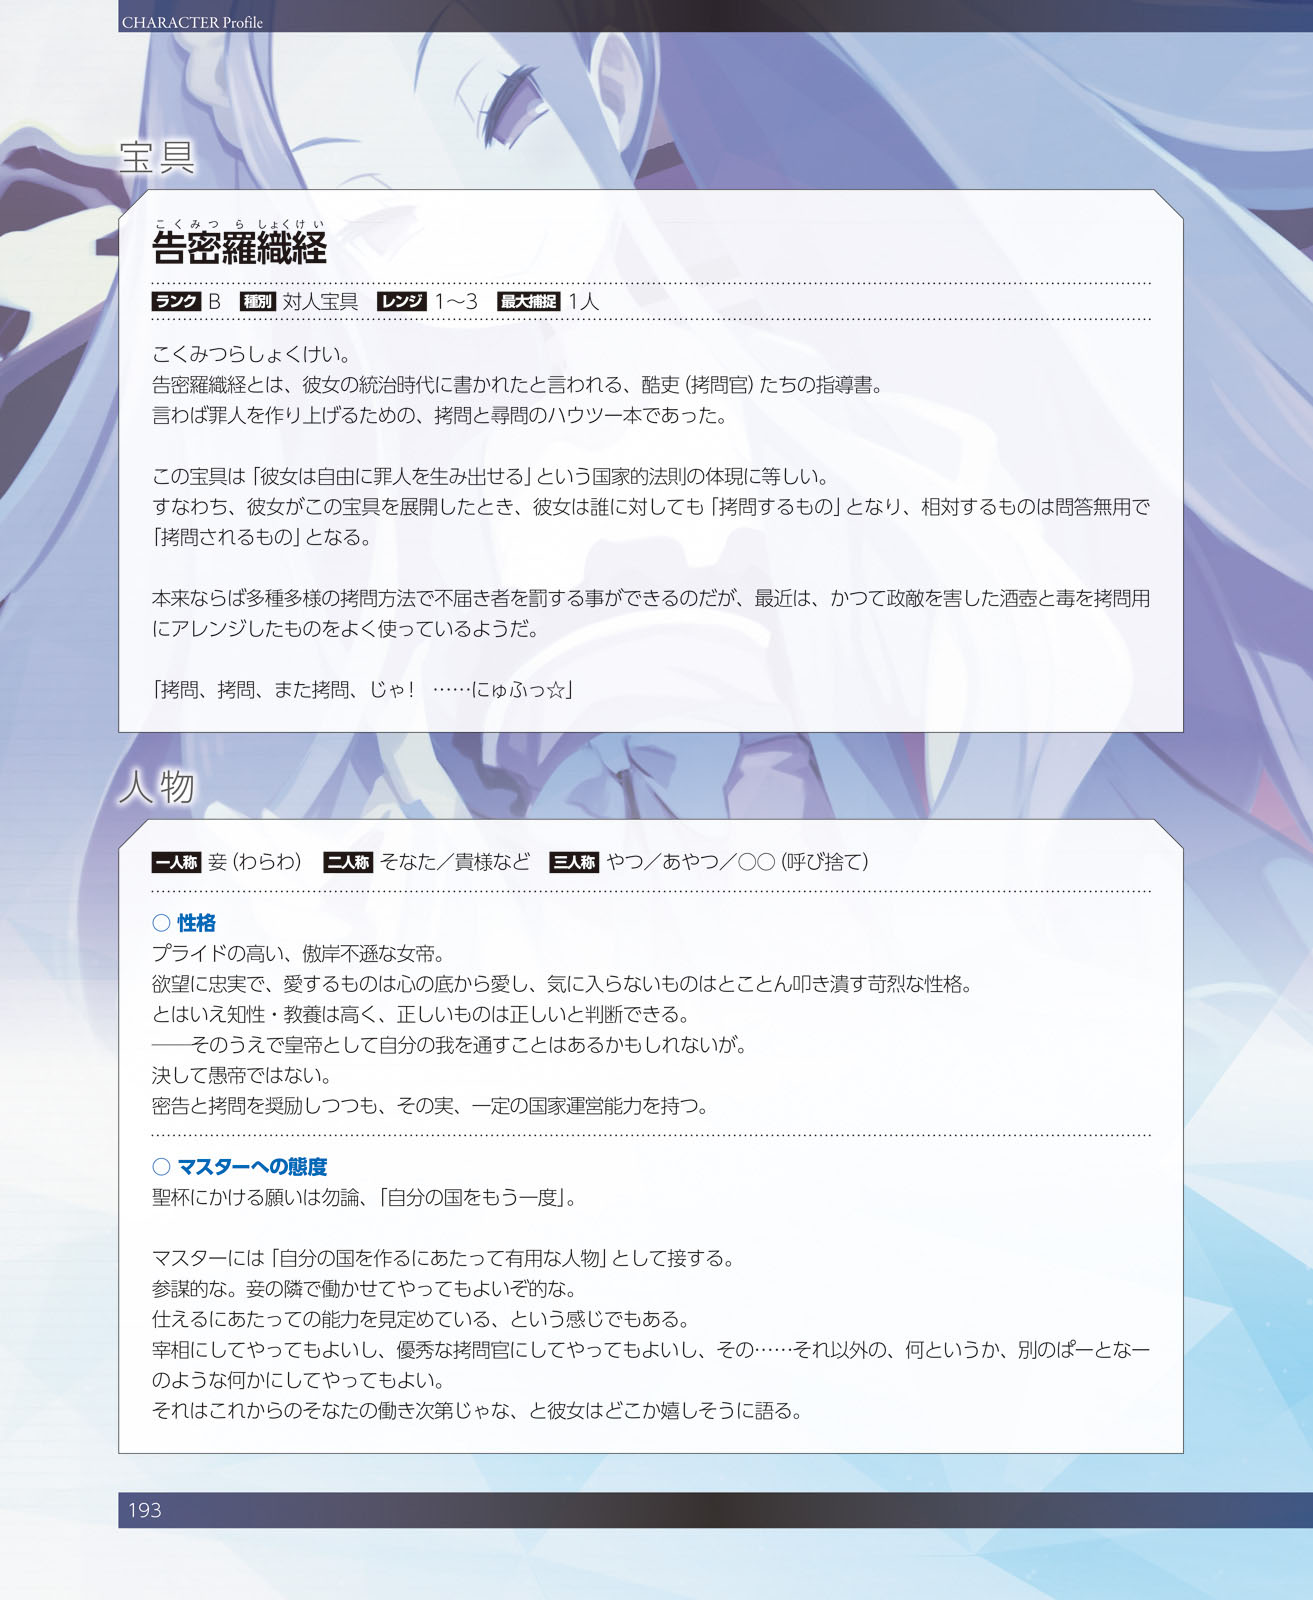 CHARACTER Profile
宝具
こくみつらしょくけい
告密羅織経
ランク B 種別 対人宝具 レンジ 1～3 最大捕捉 1人
こくみつらしょくけい。
告密羅織経とは、彼女の統治時代に書かれたと言われる、酷吏（拷問官）たちの指導書。
言わば罪人を作り上げるための、拷問と尋問のハウツー本であった。
この宝具は「彼女は自由に罪人を生み出せる」という国家的法則の体現に等しい。
すなわち、彼女がこの宝具を展開したとき、彼女は誰に対しても「拷問するもの」となり、相対するものは問答無用で
「拷問されるもの」となる。
本来ならば多種多様の拷問方法で不届き者を罰する事ができるのだが、最近は、かつて政敵を害した酒壺と毒を拷問用
にアレンジしたものをよく使っているようだ。
「拷問、拷問、また拷問、じゃ！ ……にゅふっ☆」
人物
一人称 妾（わらわ） 二人称 そなた／貴様など 三人称 やつ／あやつ／○○（呼び捨て）
○ 性格
プライドの高い、傲岸不遜な女帝。
欲望に忠実で、愛するものは心の底から愛し、気に入らないものはとことん叩き潰す苛烈な性格。
とはいえ知性・教養は高く、正しいものは正しいと判断できる。
――そのうえで皇帝として自分の我を通すことはあるかもしれないが。
決して愚帝ではない。
密告と拷問を奨励しつつも、その実、一定の国家運営能力を持つ。
○ マスターへの態度
聖杯にかける願いは勿論、「自分の国をもう一度」。
マスターには「自分の国を作るにあたって有用な人物」として接する。
参謀的な。妾の隣で働かせてやってもよいぞ的な。
仕えるにあたっての能力を見定めている、という感じでもある。
宰相にしてやってもよいし、優秀な拷問官にしてやってもよいし、その……それ以外の、何というか、別のぱーとなー
のような何かにしてやってもよい。
それはこれからのそなたの働き次第じゃな、と彼女はどこか嬉しそうに語る。
193